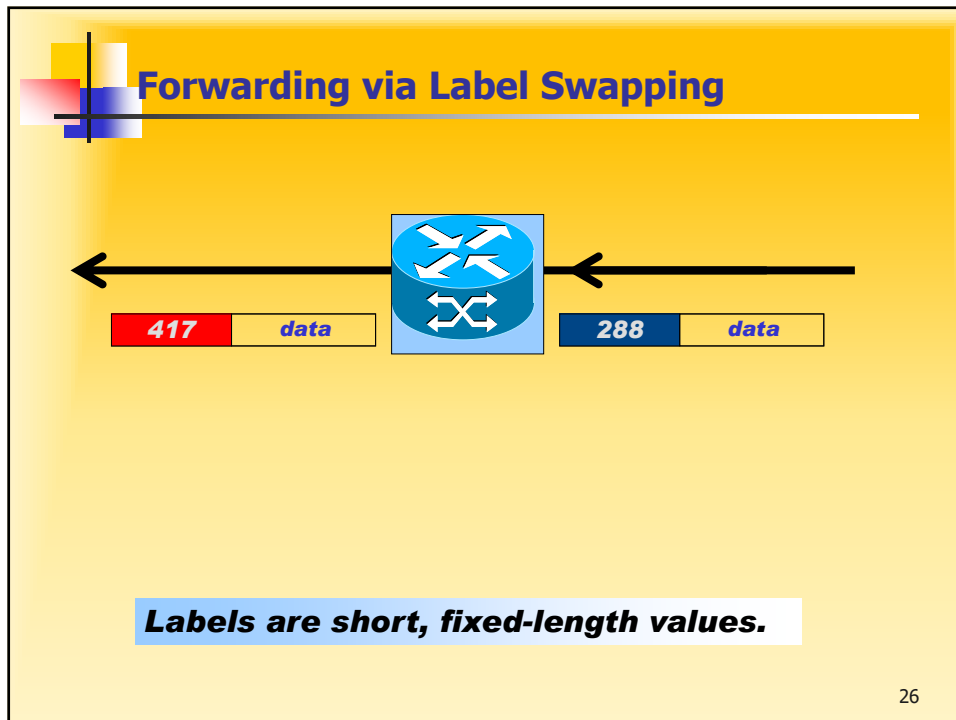 Forwarding via Label Swapping
417 data
288 data
Labels are short, fixed-length values.
26